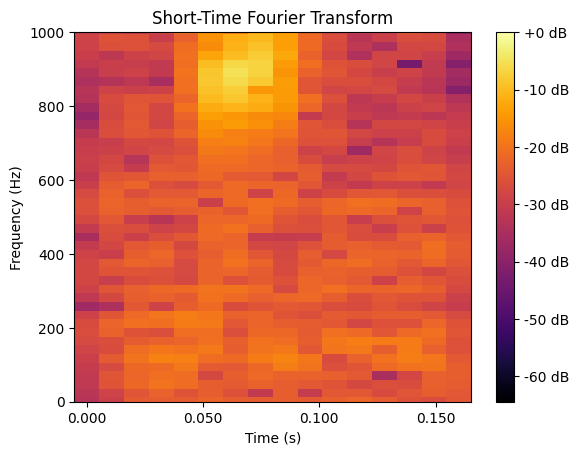 Short-Time Fourier Transform
1000
800
600
400
200
0
Frequency (Hz)
0.000
0.050
0.100
0.150
Time (s)
+0 dB
-10 dB
-20 dB
-30 dB
-40 dB
-50 dB
-60 dB